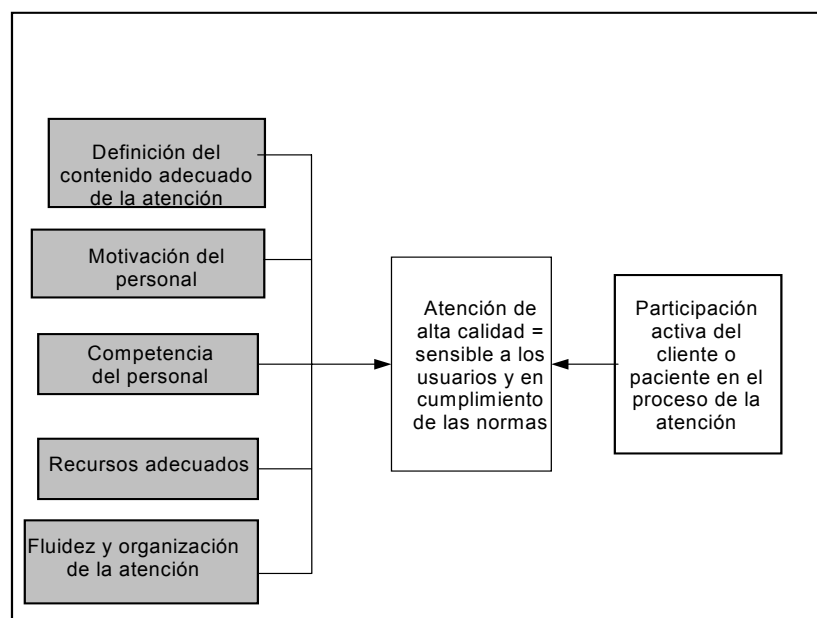 Definición del
contenido adecuado
de la atención
Motivación del
personal
Competencia
del personal
Recursos adecuados
Fluidez y organización
de la atención
Atención de
alta calidad =
sensible a los
usuarios y en
cumplimiento
de las normas
Participación
activa del
cliente o
paciente en el
proceso de la
atención